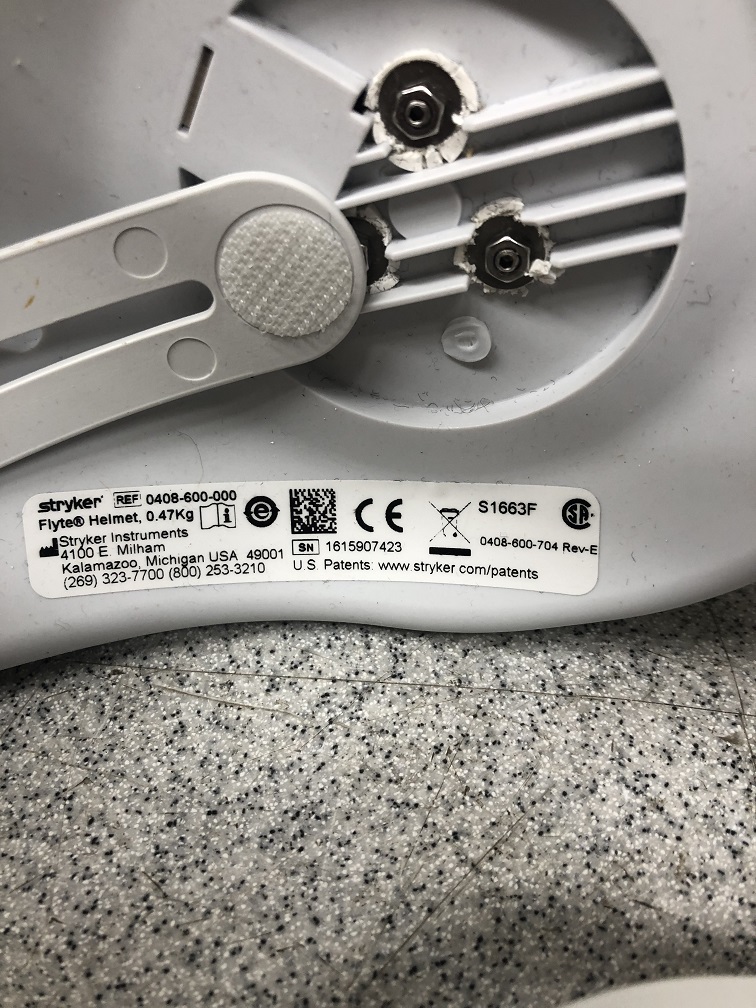 stryker® REF 0408-600-000
Flyte® Helmet, 0.47Kg
Stryker Instruments
4100 E. Milham
Kalamazoo, Michigan USA 49001
(269) 323-7700 (800) 253-3210
CE
SN 1615907423
U.S. Patents: www.stryker.com/patents
S1663F
0408-600-704 Rev-E